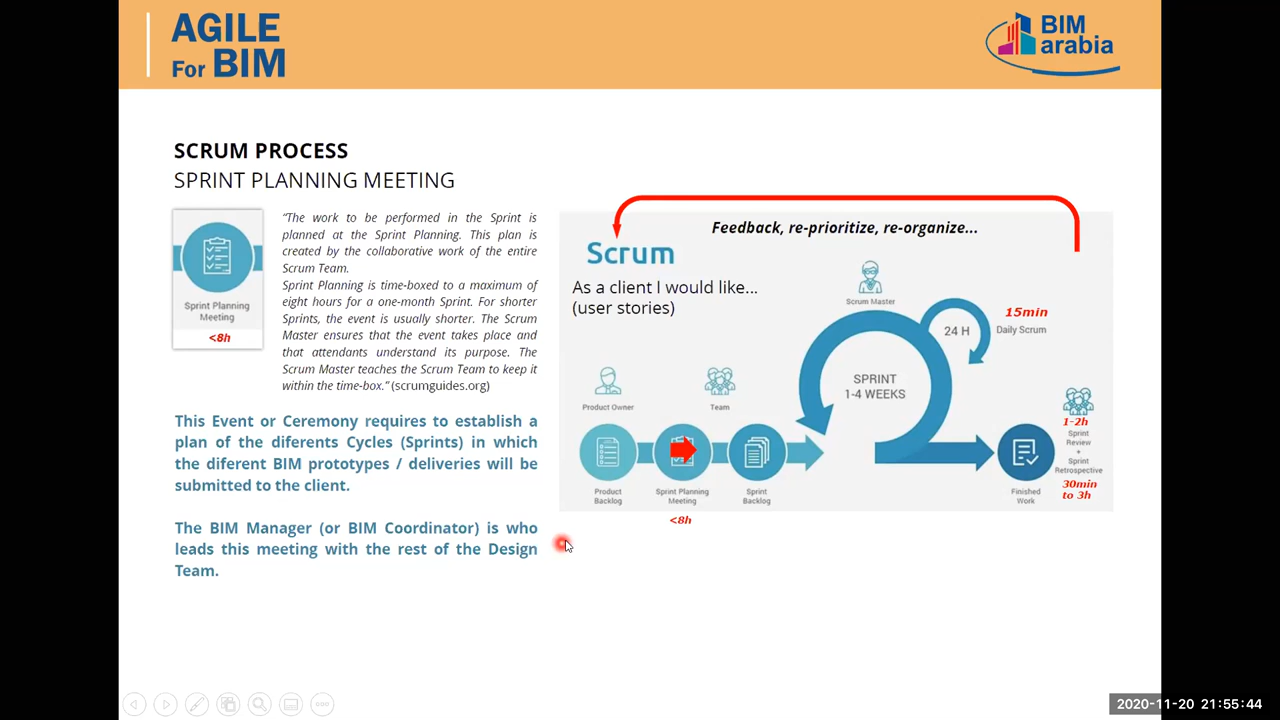 AGILE
For BIM
BIM
arabia
SCRUM PROCESS
SPRINT PLANNING MEETING
Sprint Planning
Meeting
<8h
“The work to be performed in the Sprint is
planned at the Sprint Planning. This plan is
created by the collaborative work of the entire
Scrum Team.
Sprint Planning is time-boxed to a maximum of
eight hours for a one-month Sprint. For shorter
Sprints, the event is usually shorter. The Scrum
Master ensures that the event takes place and
that attendants understand its purpose. The
Scrum Master teaches the Scrum Team to keep it
within the time-box.” (scrumguides.org)
This Event or Ceremony requires to establish a
plan of the diferents Cycles (Sprints) in which
the diferent BIM prototypes / deliveries will be
submitted to the client.
The BIM Manager (or BIM Coordinator) is who
leads this meeting with the rest of the Design
Team.
Feedback, re-prioritize, re-organize...
Scrum
As a client I would like...
(user stories)
Scrum Master
15min
24 H
Daily Scrum
SPRINT
1-4 WEEKS
Product Owner
Team
1-2h
Sprint
Review
+
Sprint
Retrospective
30min
to 3h
Product
Backlog
Sprint Planning
Meeting
Sprint
Backlog
Finished
Work
<8h
2020-11-20 21:55:44